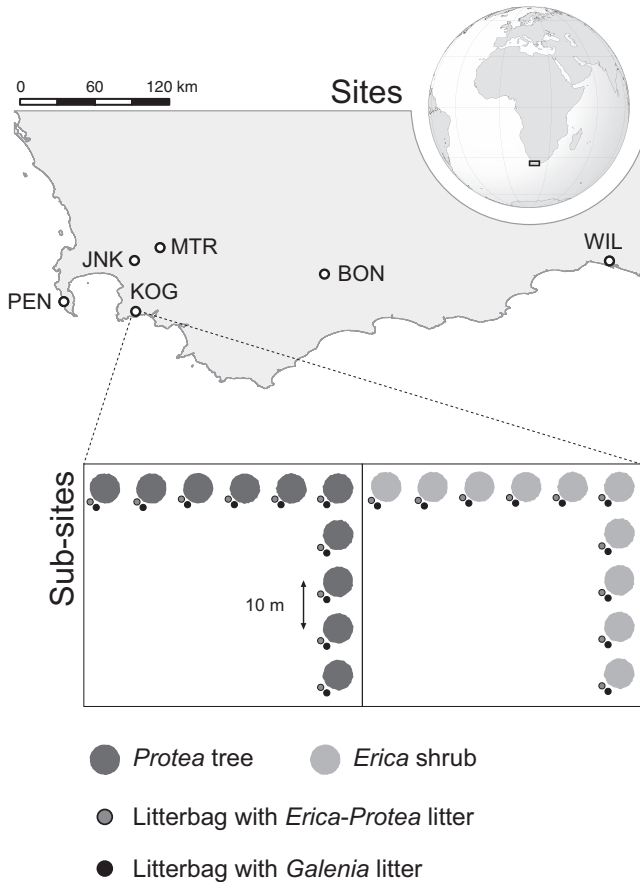 0 60 120 km
Sites
WIL
MTR
JNK
BON
KOG
PEN
Sub-sites
10 m
Protea tree
Erica shrub
Litterbag with Erica-Protea litter
Litterbag with Galenia litter